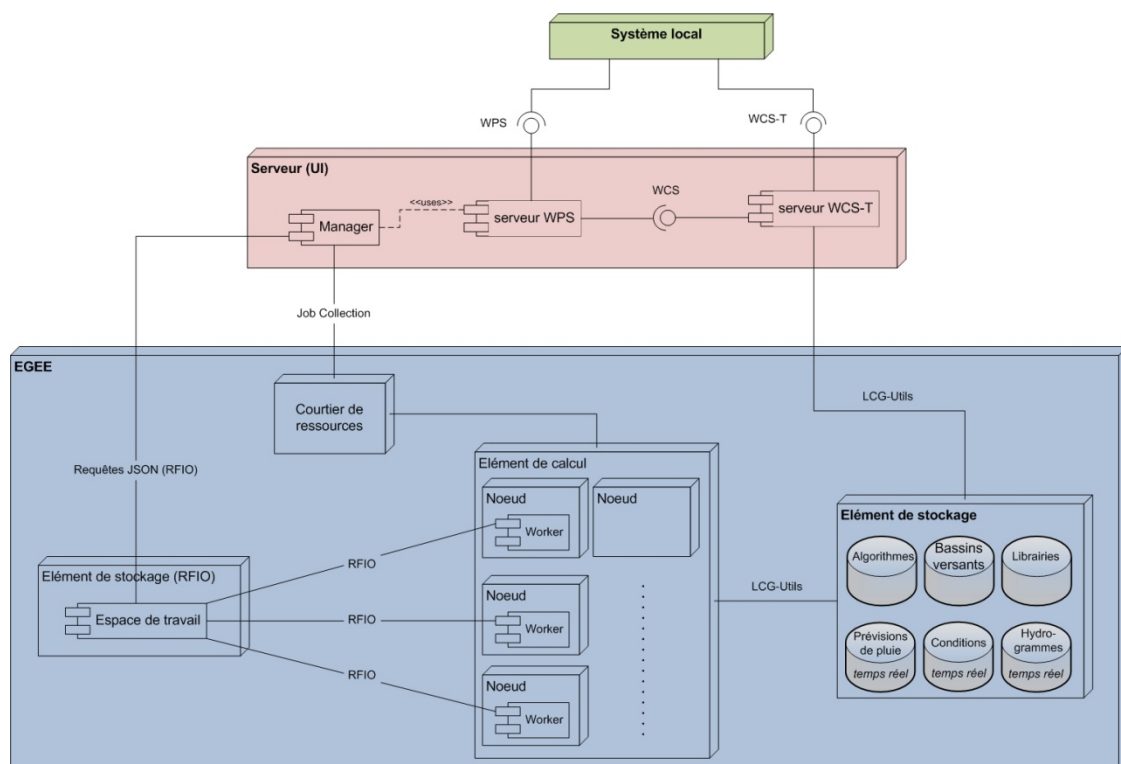 Système local
WPS
WCS-T
Serveur (UI)
<<uses>>
WCS
Manager
serveur WPS
serveur WCS-T
Job Collection
EGEE
Courtier de
ressources
LCG-Utils
Requêtes JSON (RFIO)
Elément de calcul
Noeud
Noeud
Worker
Elément de stockage
Algorithmes
Bassins
versants
Librairies
RFIO
Elément de stockage (RFIO)
Espace de travail
RFIO
Noeud
Worker
LCG-Utils
Prévisions
de pluie
temps réel
Conditions
temps réel
Hydro-
grammes
temps réel
RFIO
Noeud
Worker